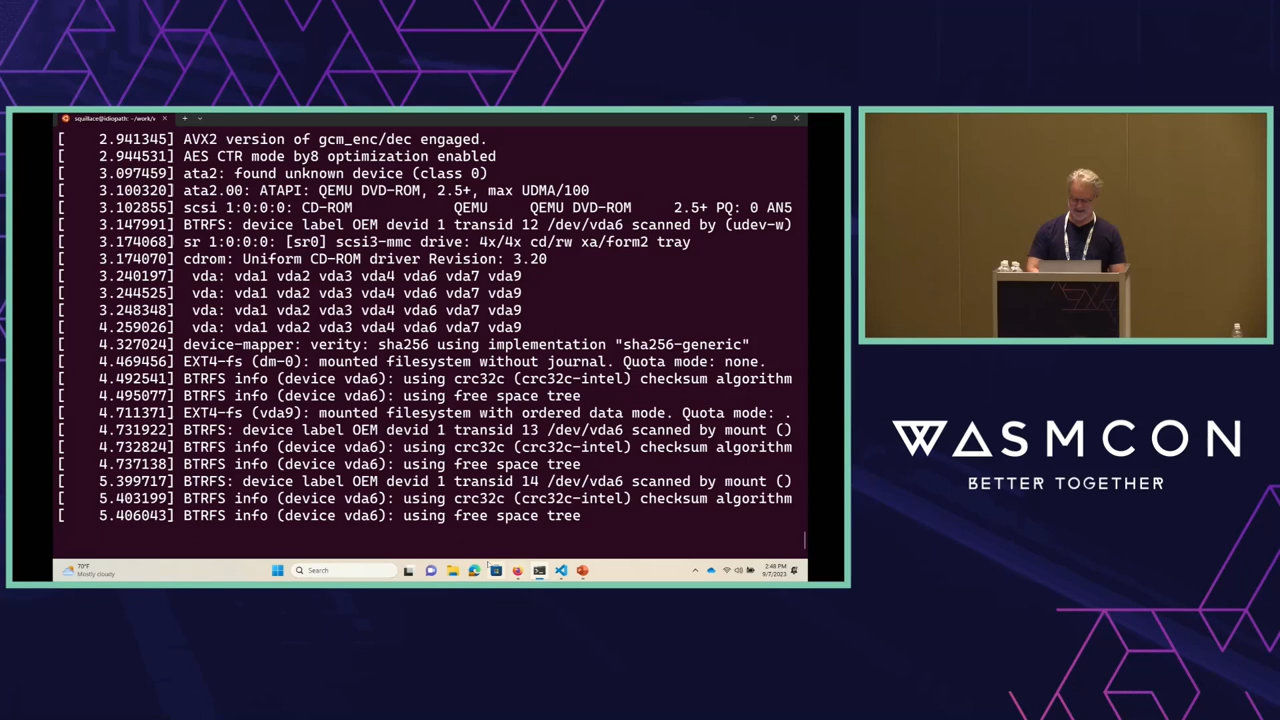 squillace@idiopath: ~/work/v
[    2.941345] AVX2 version of gcm_enc/dec engaged.
[    2.944531] AES CTR mode by8 optimization enabled
[    3.097459] ata2: found unknown device (class 0)
[    3.100320] ata2.00: ATAPI: QEMU DVD-ROM, 2.5+, max UDMA/100
[    3.102855] scsi 1:0:0:0: CD-ROM            QEMU     QEMU DVD-ROM     2.5+ PQ: 0 AN5
[    3.147991] BTRFS: device label OEM devid 1 transid 12 /dev/vda6 scanned by (udev-w)
[    3.174068] sr 1:0:0:0: [sr0] scsi3-mmc drive: 4x/4x cd/rw xa/form2 tray
[    3.174070] cdrom: Uniform CD-ROM driver Revision: 3.20
[    3.240197]  vda: vda1 vda2 vda3 vda4 vda6 vda7 vda9
[    3.244525]  vda: vda1 vda2 vda3 vda4 vda6 vda7 vda9
[    3.248348]  vda: vda1 vda2 vda3 vda4 vda6 vda7 vda9
[    4.259026]  vda: vda1 vda2 vda3 vda4 vda6 vda7 vda9
[    4.327024] device-mapper: verity: sha256 using implementation "sha256-generic"
[    4.469456] EXT4-fs (dm-0): mounted filesystem without journal. Quota mode: none.
[    4.492541] BTRFS info (device vda6): using crc32c (crc32c-intel) checksum algorithm
[    4.495077] BTRFS info (device vda6): using free space tree
[    4.711371] EXT4-fs (vda9): mounted filesystem with ordered data mode. Quota mode: .
[    4.731922] BTRFS: device label OEM devid 1 transid 13 /dev/vda6 scanned by mount ()
[    4.732824] BTRFS info (device vda6): using crc32c (crc32c-intel) checksum algorithm
[    4.737138] BTRFS info (device vda6): using free space tree
[    5.399717] BTRFS: device label OEM devid 1 transid 14 /dev/vda6 scanned by mount ()
[    5.403199] BTRFS info (device vda6): using crc32c (crc32c-intel) checksum algorithm
[    5.406043] BTRFS info (device vda6): using free space tree
70°F
Mostly cloudy
Search
2:48 PM
9/7/2023
WASMCON
BETTER TOGETHER